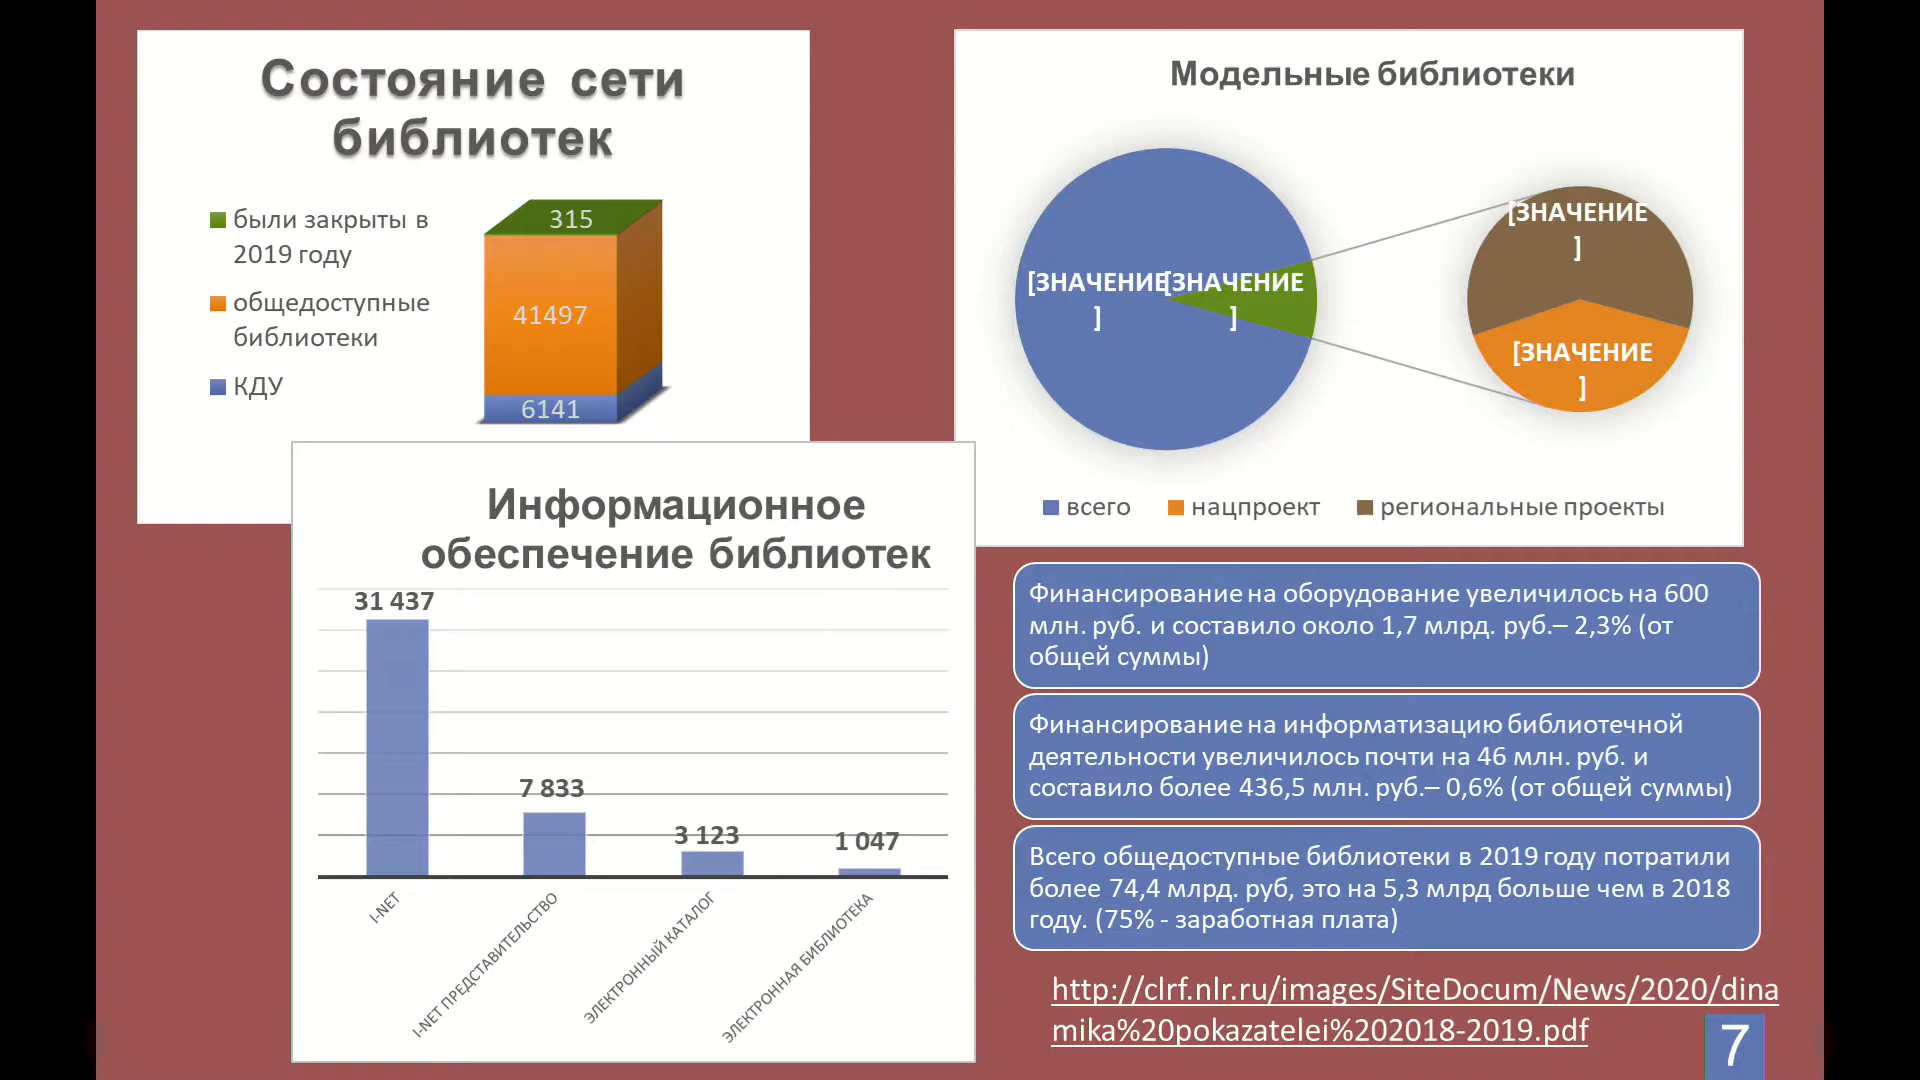 Состояние сети
библиотек
были закрыты в
2019 году
общедоступные
библиотеки
КДУ
315
41497
6141
Модельные библиотеки
[ЗНАЧЕНИЕ
]
[ЗНАЧЕНИЕ
]
[ЗНАЧЕНИЕ
]
[ЗНАЧЕНИЕ
]
всего нацпроект региональные проекты
Информационное
обеспечение библиотек
31 437
7 833
3 123
1 047
I-NET
I-NET ПРЕДСТАВИТЕЛЬСТВО
ЭЛЕКТРОННЫЙ КАТАЛОГ
ЭЛЕКТРОННАЯ БИБЛИОТЕКА
Финансирование на оборудование увеличилось на 600
млн. руб. и составило около 1,7 млрд. руб.– 2,3% (от
общей суммы)
Финансирование на информатизацию библиотечной
деятельности увеличилось почти на 46 млн. руб. и
составило более 436,5 млн. руб.– 0,6% (от общей суммы)
Всего общедоступные библиотеки в 2019 году потратили
более 74,4 млрд. руб, это на 5,3 млрд больше чем в 2018
году. (75% - заработная плата)
http://clrf.nlr.ru/images/SiteDocum/News/2020/dina
mika%20pokazatelei%202018-2019.pdf
7